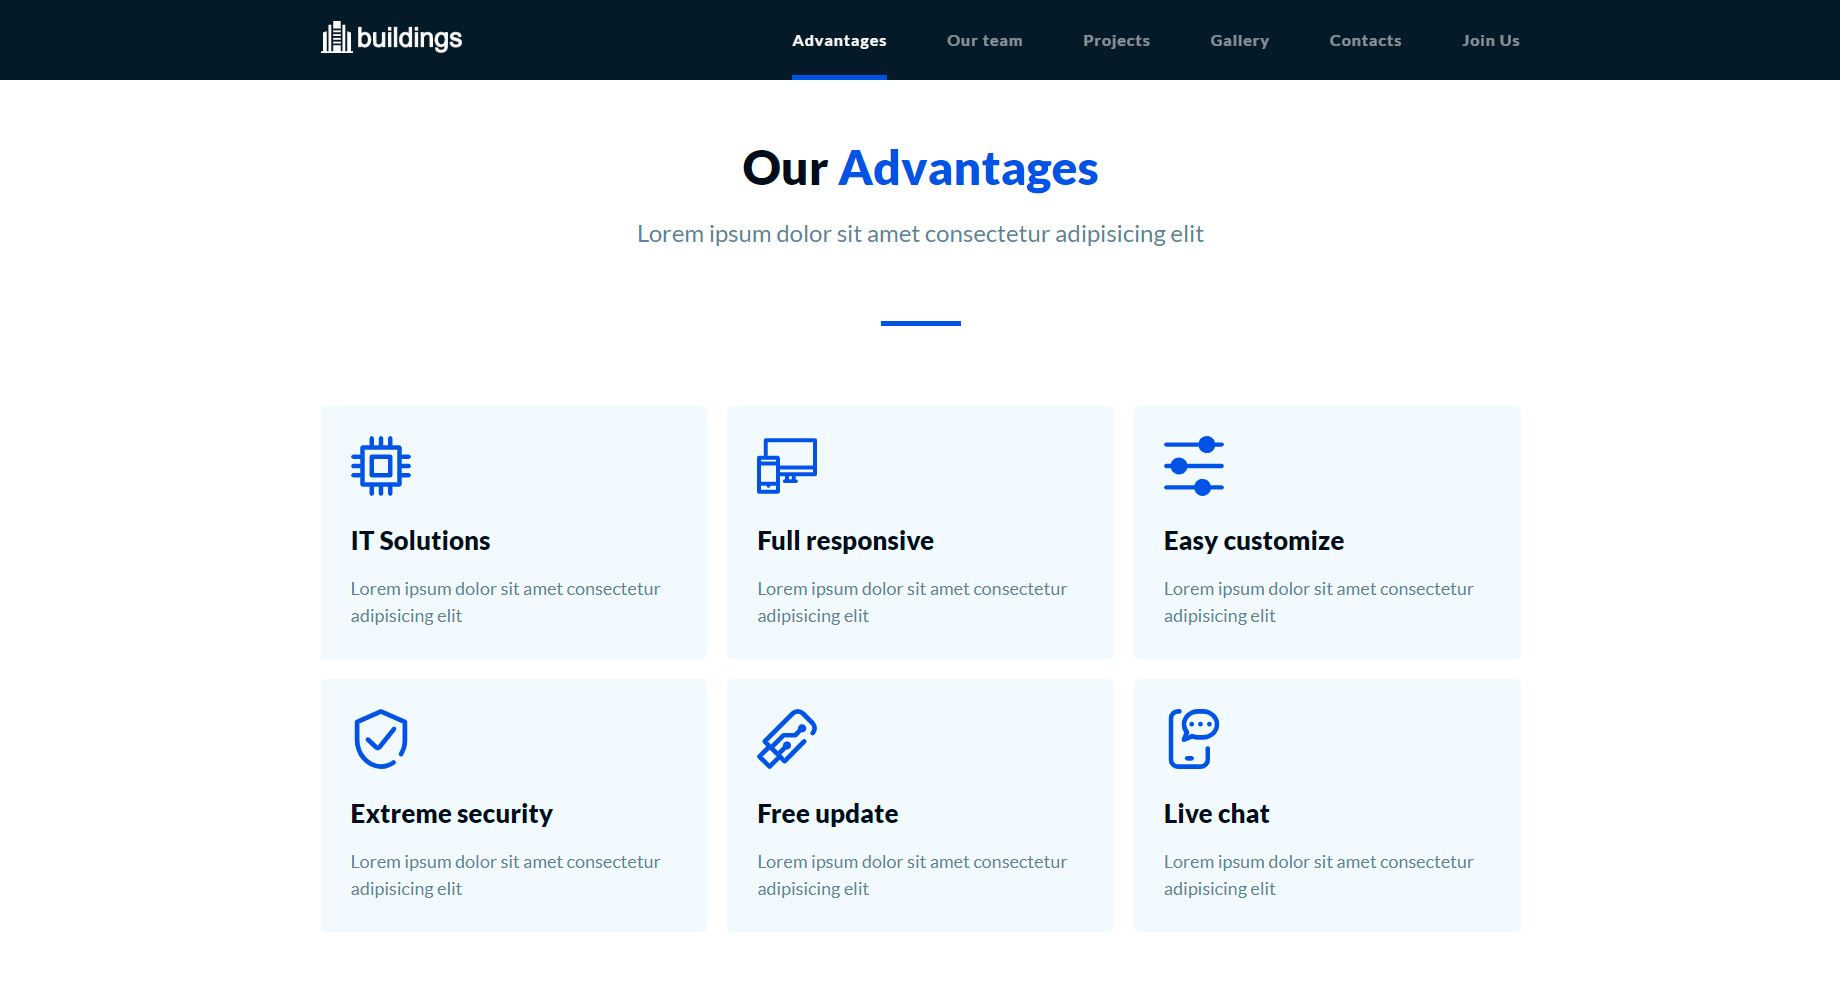 buildings
Advantages
Our team
Projects
Gallery
Contacts
Join Us
Our Advantages
Lorem ipsum dolor sit amet consectetur adipisicing elit
IT Solutions
Lorem ipsum dolor sit amet consectetur
adipisicing elit
Full responsive
Lorem ipsum dolor sit amet consectetur
adipisicing elit
Easy customize
Lorem ipsum dolor sit amet consectetur
adipisicing elit
Extreme security
Lorem ipsum dolor sit amet consectetur
adipisicing elit
Free update
Lorem ipsum dolor sit amet consectetur
adipisicing elit
Live chat
Lorem ipsum dolor sit amet consectetur
adipisicing elit